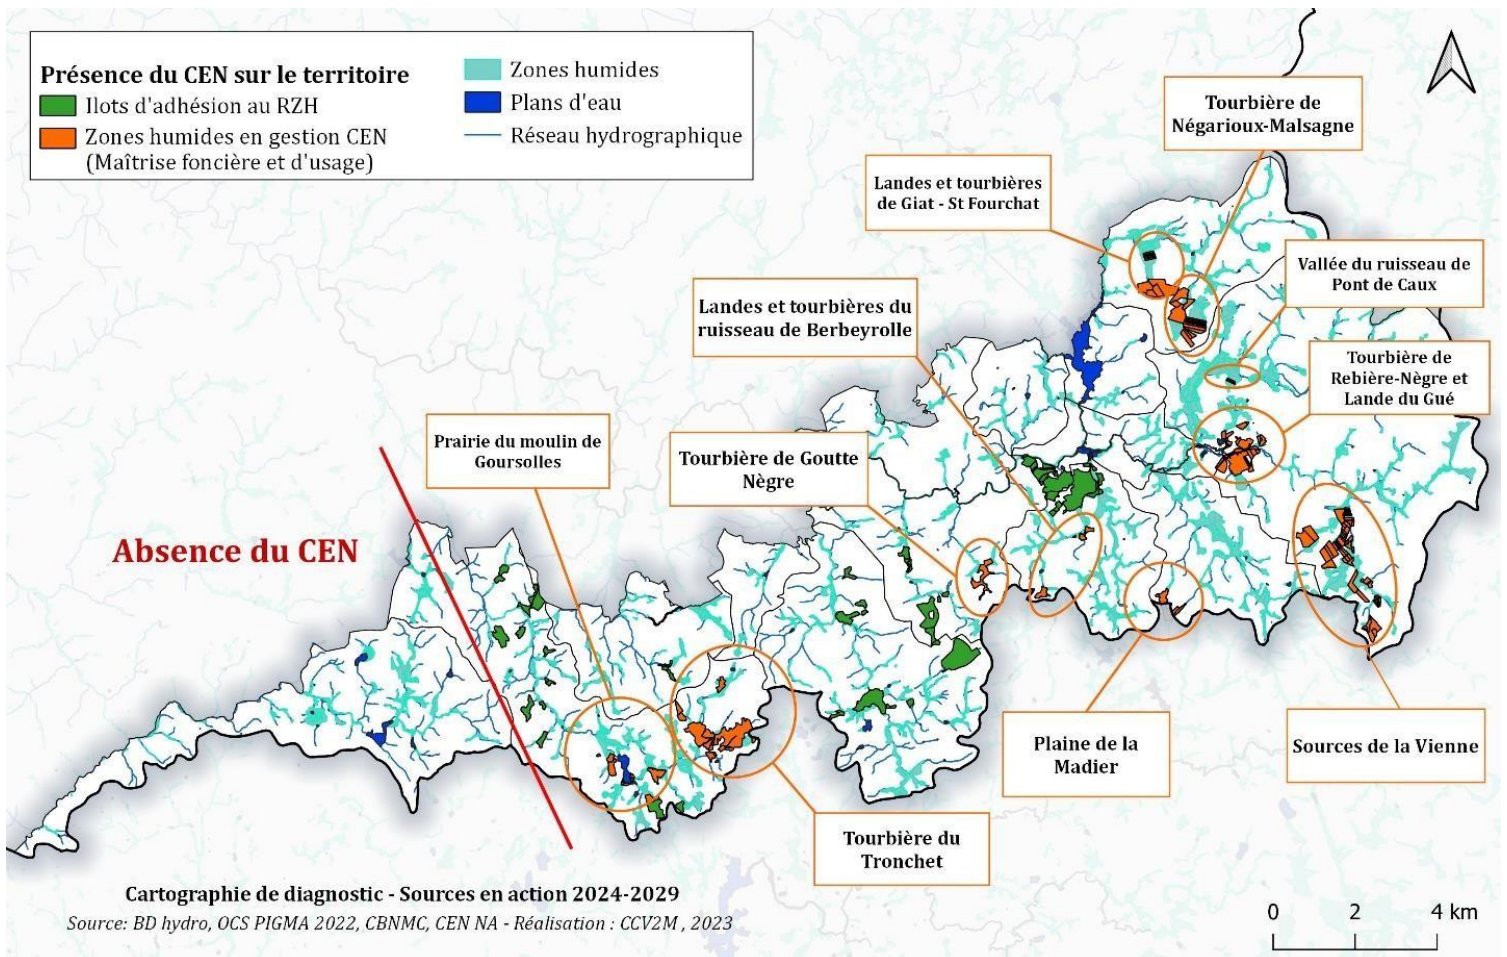 Présence du CEN sur le territoire
Ilots d'adhésion au RZH
Zones humides en gestion CEN
(Maîtrise foncière et d'usage)
Zones humides
Plans d'eau
Réseau hydrographique
Tourbière de
Négarioux-Malsagne
Landes et tourbières
de Giat - St Fourchat
Vallée du ruisseau de
Pont de Caux
Landes et tourbières du
ruisseau de Berbeyrolle
Tourbière de
Rebière-Nègre et
Lande du Gué
Prairie du moulin de
Goursolles
Tourbière de Goutte
Nègre
Absence du CEN
Plaine de la
Madier
Sources de la Vienne
Tourbière du
Tronchet
Cartographie de diagnostic - Sources en action 2024-2029
Source: BD hydro, OCS PIGMA 2022, CBNMC, CEN NA - Réalisation : CCV2M , 2023
0 2 4 km